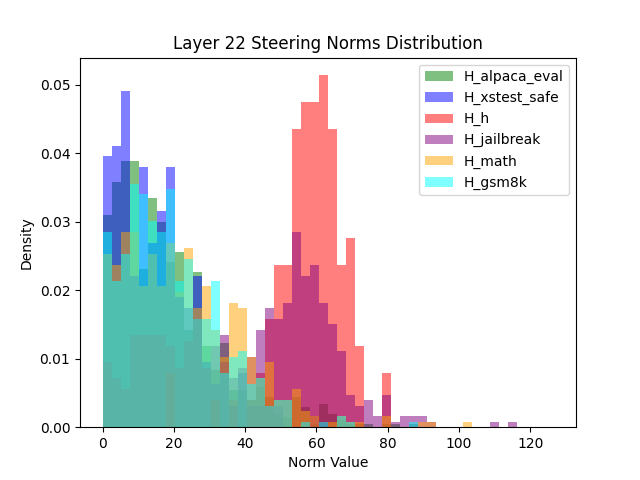 Layer 22 Steering Norms Distribution
H_alpaca_eval
H_xstest_safe
H_h
H_jailbreak
H_math
H_gsm8k
Density
0.05
0.04
0.03
0.02
0.01
0.00
0 20 40 60 80 100 120
Norm Value